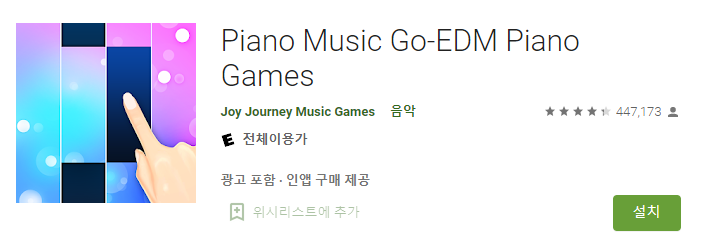 Piano Music Go-EDM Piano
Games
Joy Journey Music Games 음악 447,173
E 전체이용가
광고 포함 · 인앱 구매 제공
위시리스트에 추가 설치